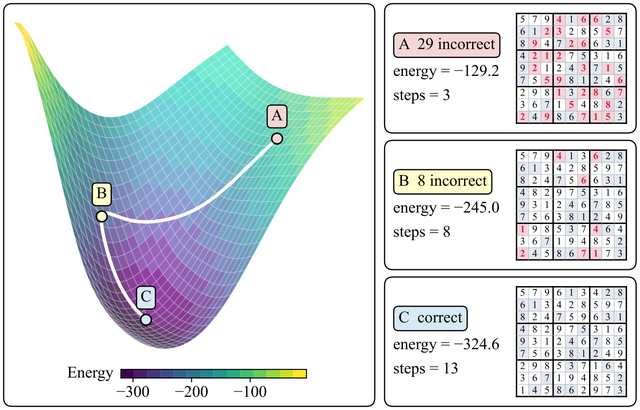 A
B
C
Energy
−300 −200 −100
A 29 incorrect
energy = −129.2
steps = 3
5 7 9 4 1 6 6 2 8
6 1 2 3 2 8 5 5 7
8 9 4 7 2 6 6 3 1
4 2 1 2 7 5 3 1 6
9 2 1 2 4 3 7 1 5
7 5 5 9 8 1 2 4 6
2 9 8 1 3 2 8 6 7
3 6 7 1 5 4 8 8 2
2 4 9 8 6 7 9 5 3
B 8 incorrect
energy = −245.0
steps = 8
5 7 9 4 1 3 6 2 8
6 1 3 4 2 8 5 9 7
8 2 4 7 5 6 6 3 1
4 8 2 9 7 5 3 1 6
9 3 1 2 4 6 7 8 5
7 5 6 3 8 1 2 4 9
1 9 8 5 3 7 4 6 4
3 6 7 1 9 4 8 5 2
2 4 5 8 6 7 1 7 3
C correct
energy = −324.6
steps = 13
5 7 9 6 1 3 4 2 8
6 1 3 4 2 8 5 9 7
8 2 4 7 5 9 6 3 1
4 8 2 9 7 5 3 1 6
9 3 1 2 4 6 7 8 5
7 5 6 3 8 1 2 4 9
2 9 8 5 3 7 1 6 4
3 6 7 1 9 4 8 5 2
1 4 5 8 6 2 9 7 3